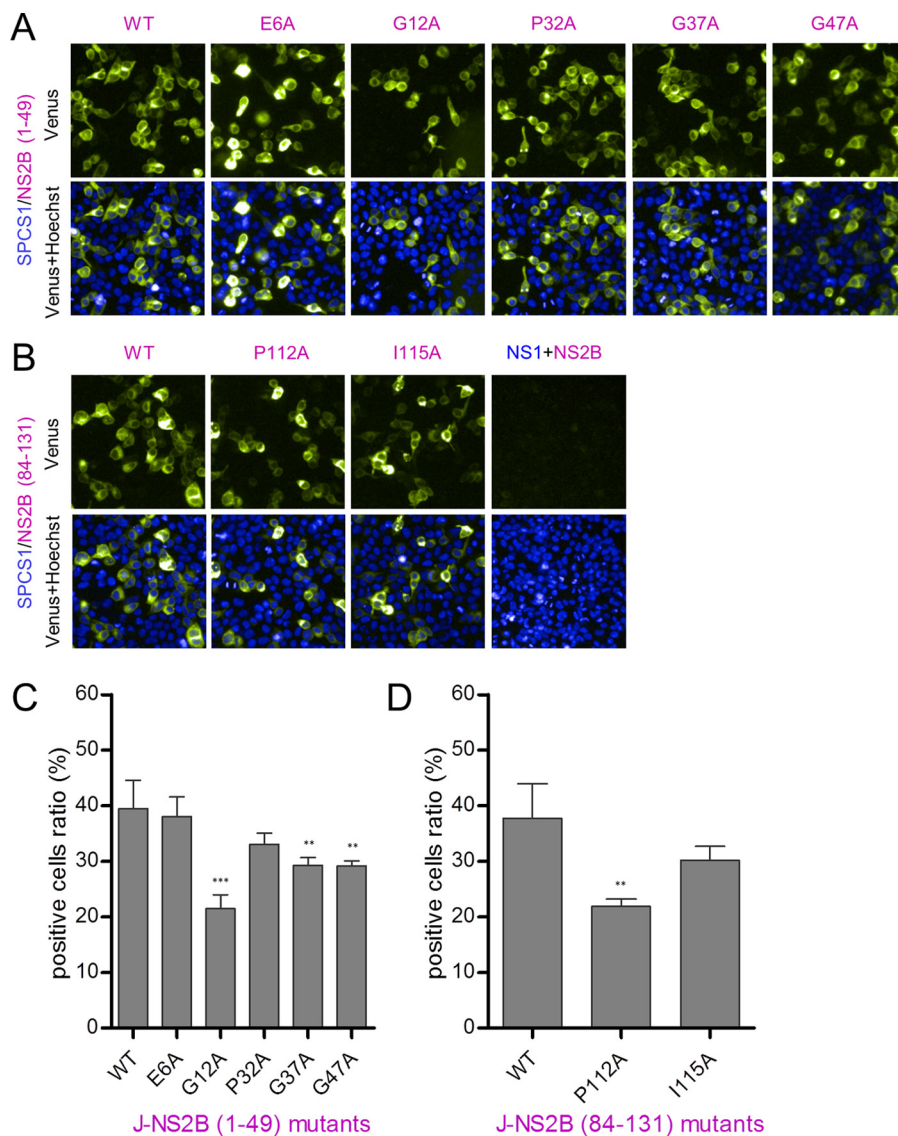 A
WT E6A G12A P32A G37A G47A
SPCS1/NS2B (1-49)
Venus
Venus+Hoechst
B
WT P112A I115A NS1+NS2B
SPCS1/NS2B (84-131)
Venus
Venus+Hoechst
C
positive cells ratio (%)
60
50
40
30
20
10
0
***
**
**
WT E6A G12A P32A G37A G47A
J-NS2B (1-49) mutants
D
positive cells ratio (%)
60
50
40
30
20
10
0
**
WT P112A I115A
J-NS2B (84-131) mutants